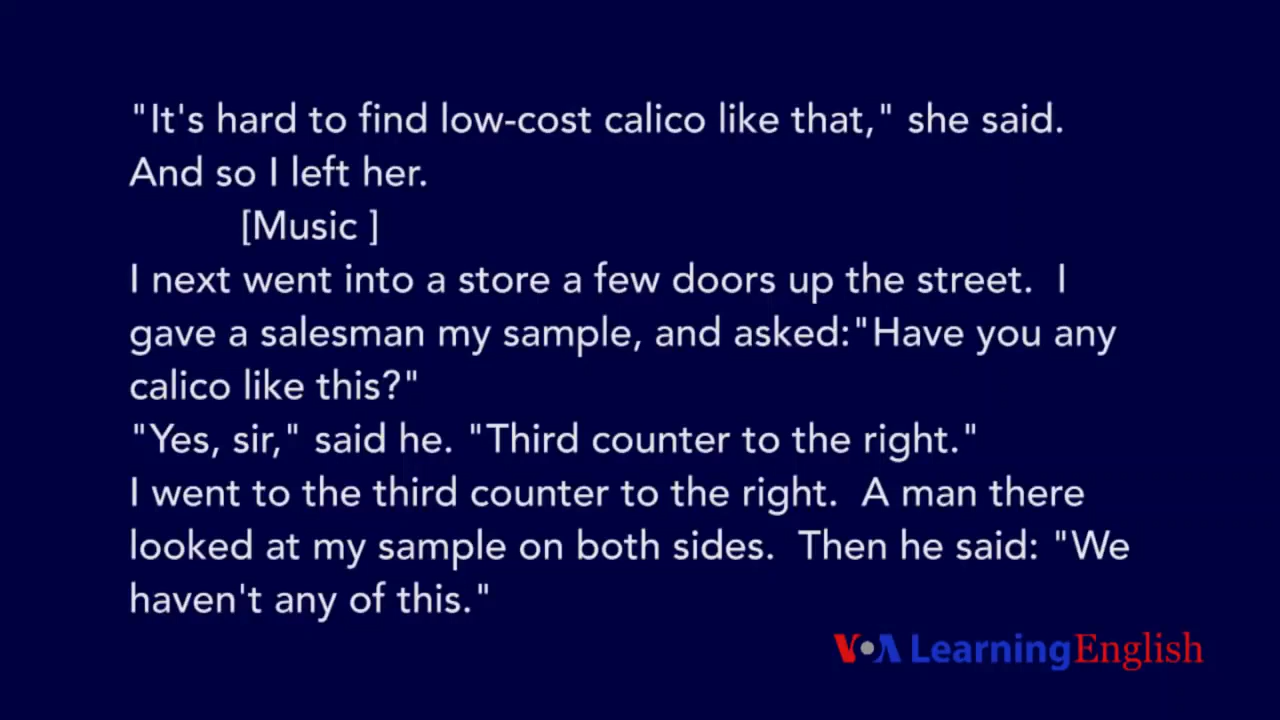 "It's hard to find low-cost calico like that," she said.
And so I left her.
[Music ]
I next went into a store a few doors up the street.  I
gave a salesman my sample, and asked:"Have you any
calico like this?"
"Yes, sir," said he. "Third counter to the right."
I went to the third counter to the right.  A man there
looked at my sample on both sides.  Then he said: "We
haven't any of this."
VOA Learning English